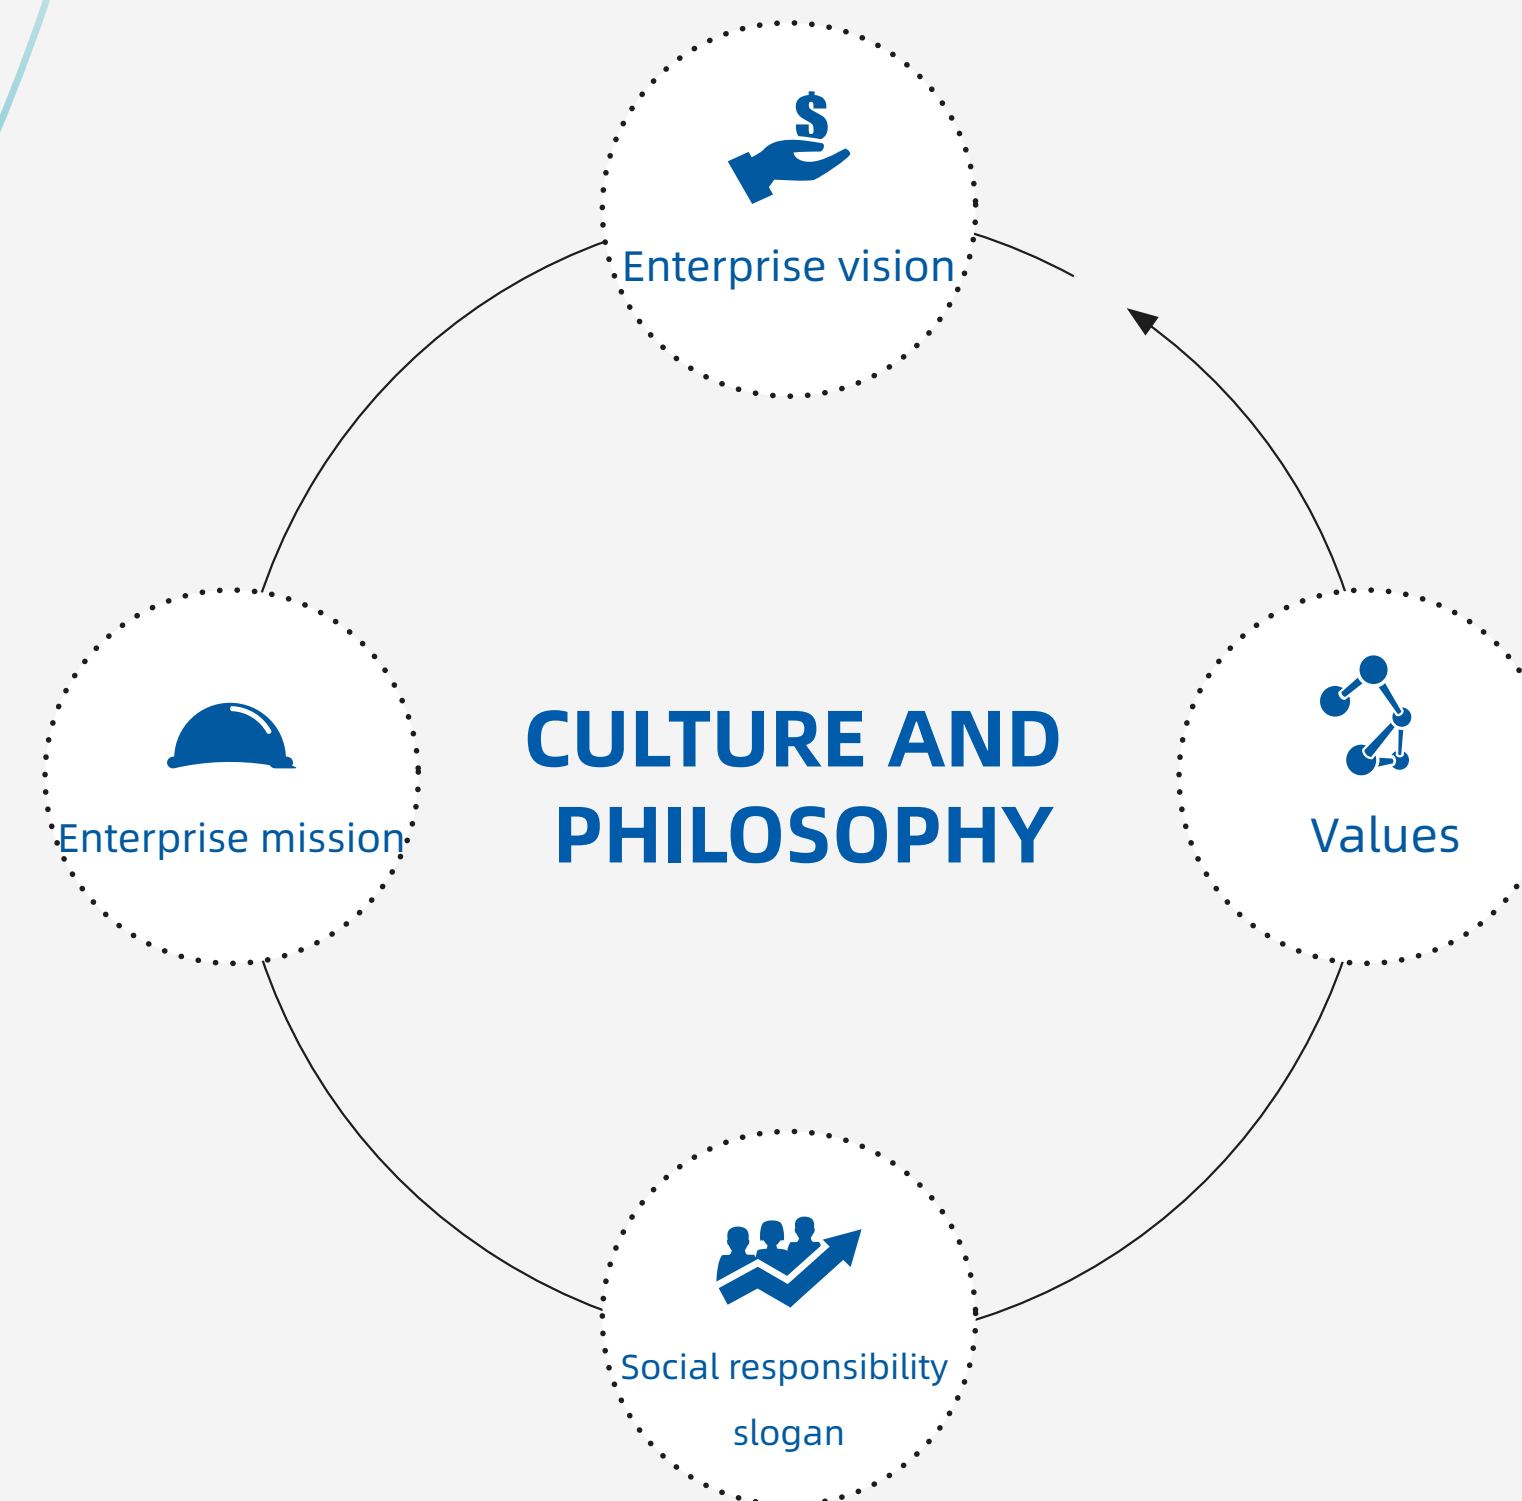 $
Enterprise vision
CULTURE AND
PHILOSOPHY
Enterprise mission
Values
Social responsibility
slogan